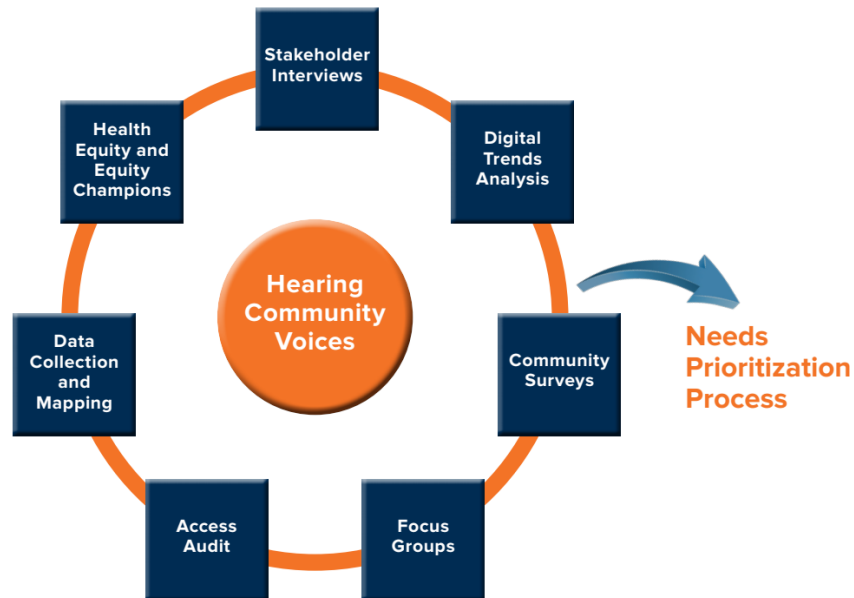 Stakeholder
Interviews
Digital
Trends
Analysis
Community
Surveys
Focus
Groups
Access
Audit
Data
Collection
and
Mapping
Health
Equity and
Equity
Champions
Hearing
Community
Voices
Needs
Prioritization
Process